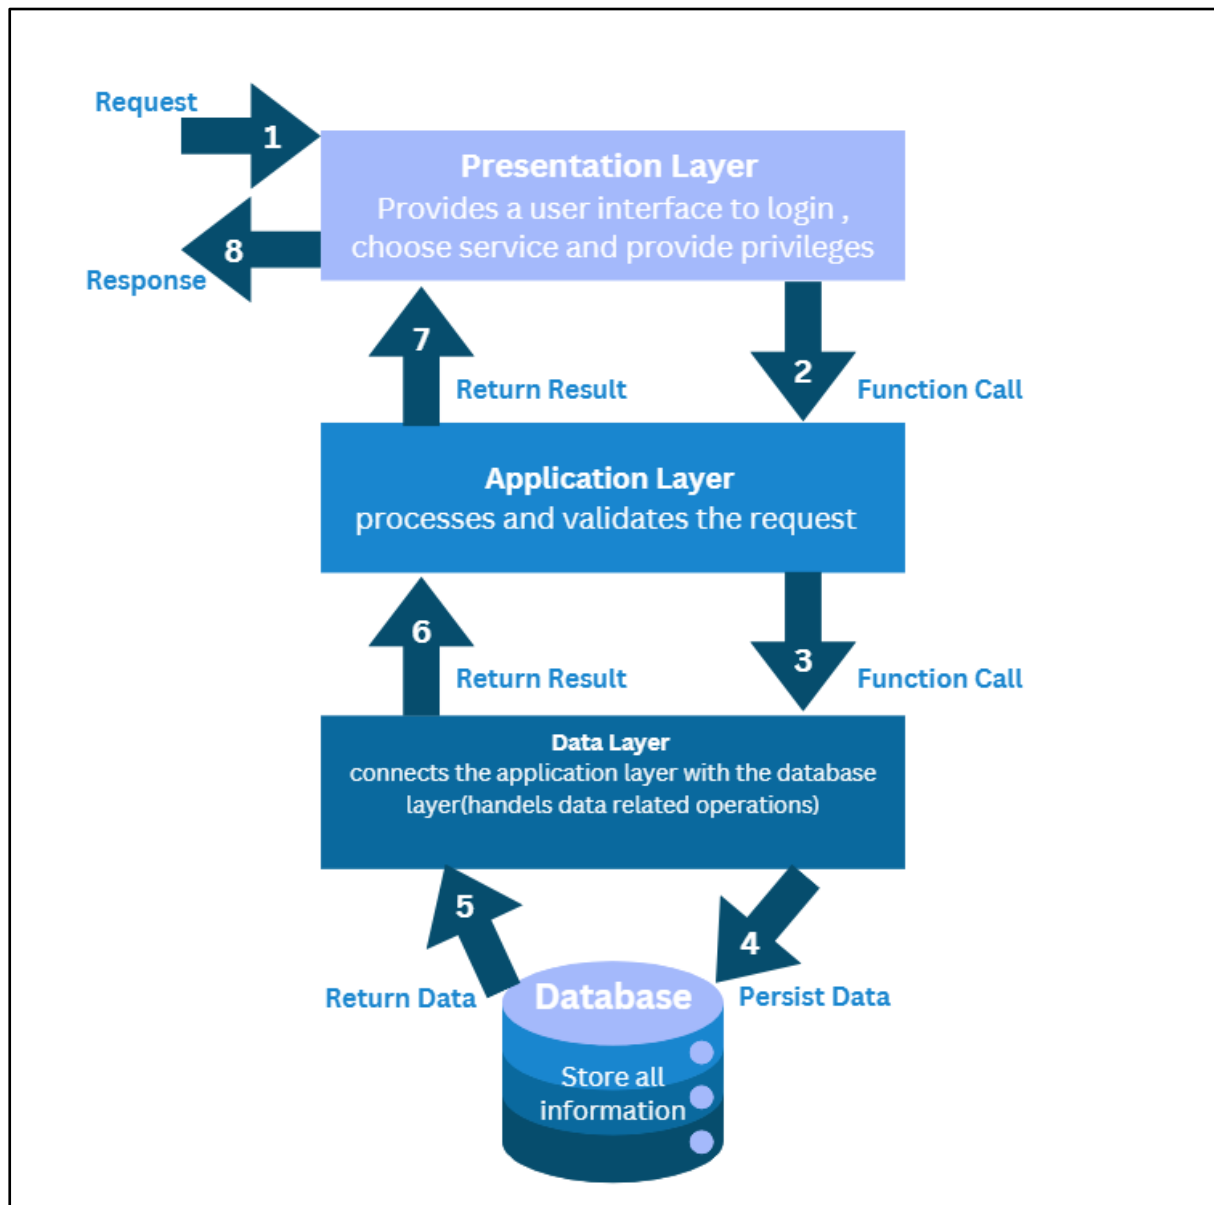 Request
1
Presentation Layer
Provides a user interface to login ,
choose service and provide privileges
8
Response
7
Return Result
2
Function Call
Application Layer
processes and validates the request
6
Return Result
3
Function Call
Data Layer
connects the application layer with the database
layer(handels data related operations)
5
Return Data
4
Persist Data
Database
Store all
information